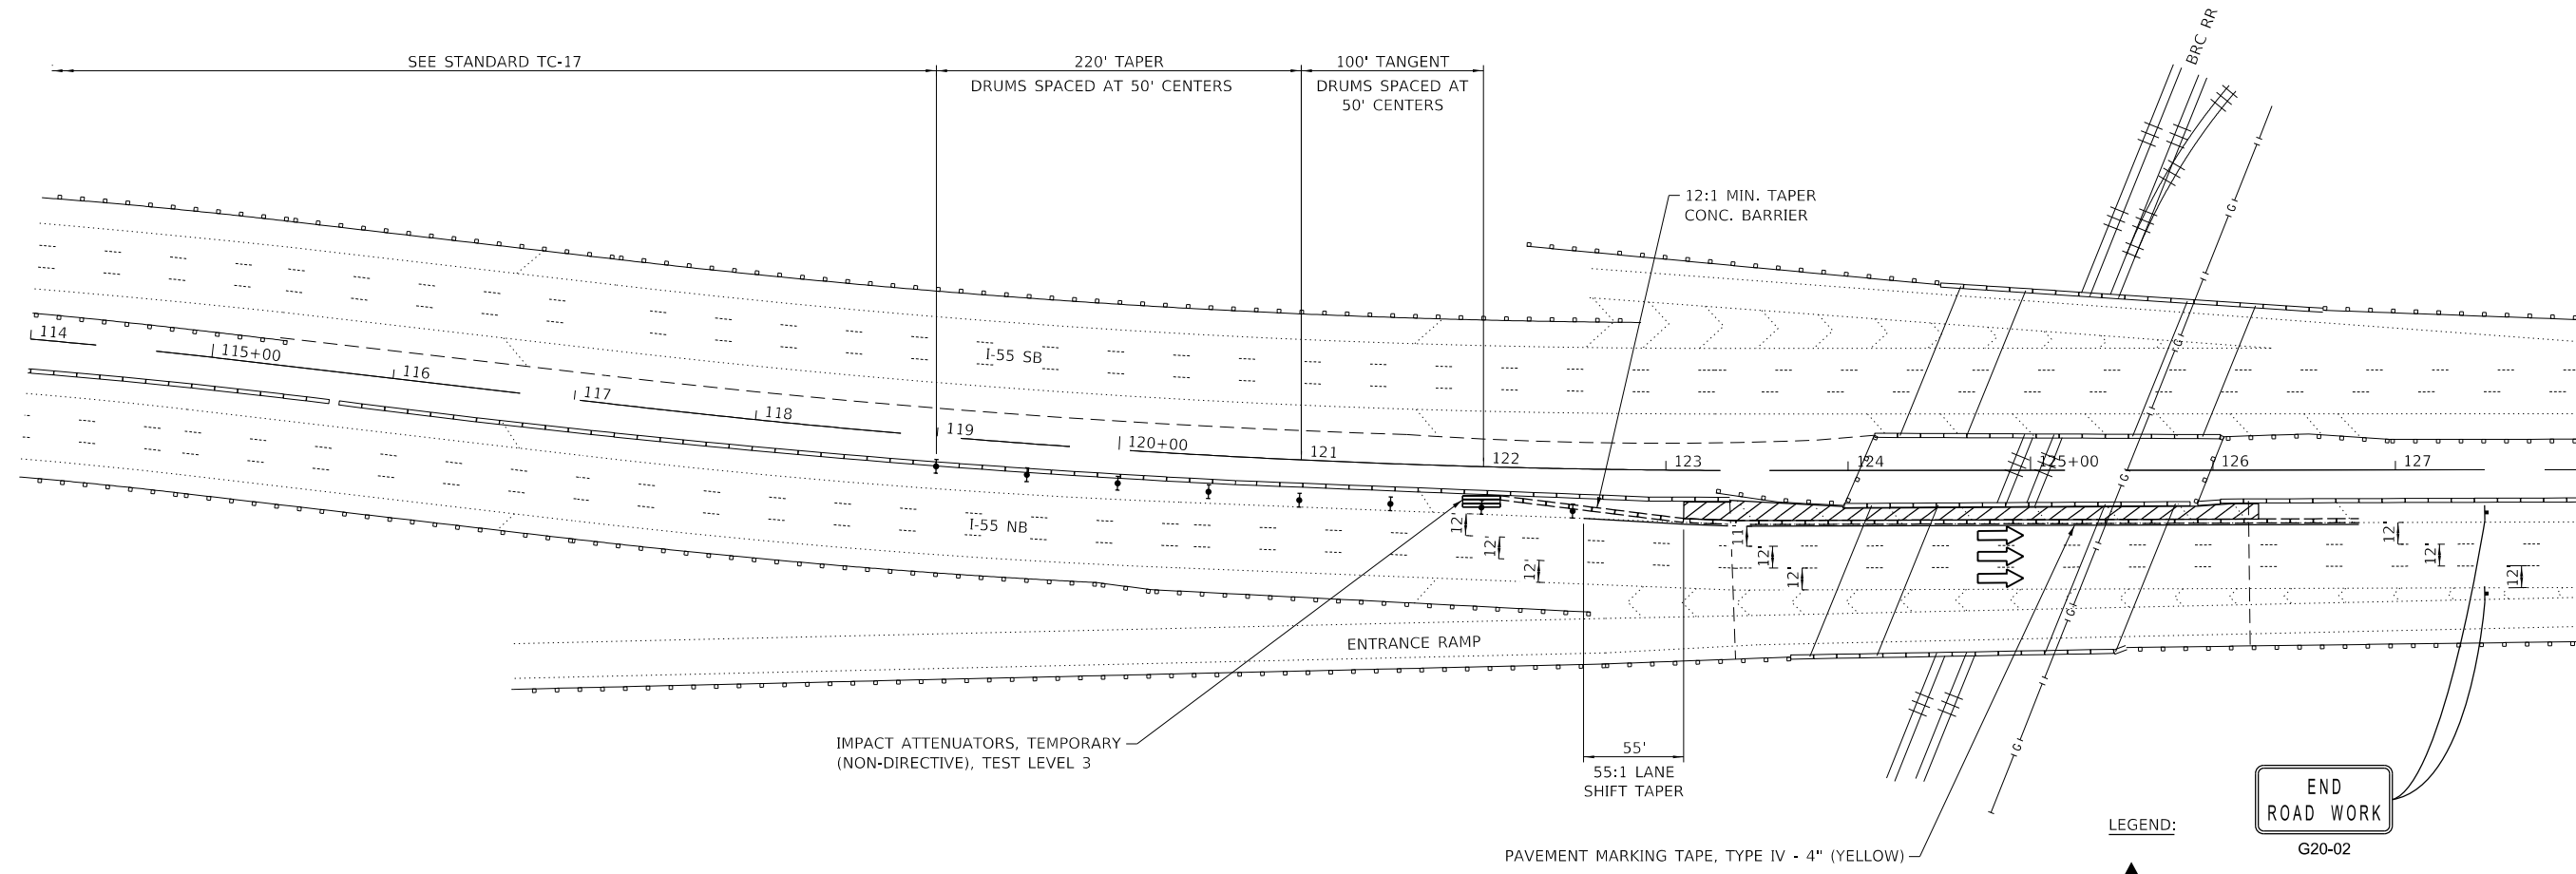 SEE STANDARD TC-17
220' TAPER
DRUMS SPACED AT 50' CENTERS
100' TANGENT
DRUMS SPACED AT
50' CENTERS
BRC RR
12:1 MIN. TAPER
CONC. BARRIER
G
G
I-55 SB
114
115+00
116
117
118
119
120+00
121
122
123
124
125+00
126
127
G
I-55 NB
12'
12'
12'
11'
12'
12'
12'
12'
12'
G
ENTRANCE RAMP
G
IMPACT ATTENUATORS, TEMPORARY
(NON-DIRECTIVE), TEST LEVEL 3
55'
55:1 LANE
SHIFT TAPER
PAVEMENT MARKING TAPE, TYPE IV - 4" (YELLOW)
LEGEND:
END
ROAD WORK
G20-02